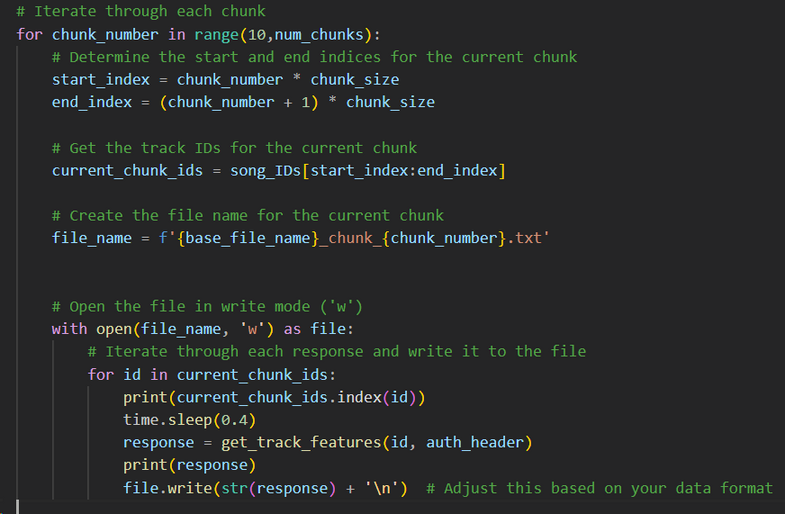 # Iterate through each chunk
for chunk_number in range(10,num_chunks):
    # Determine the start and end indices for the current chunk
    start_index = chunk_number * chunk_size
    end_index = (chunk_number + 1) * chunk_size

    # Get the track IDs for the current chunk
    current_chunk_ids = song_IDs[start_index:end_index]

    # Create the file name for the current chunk
    file_name = f'{base_file_name}_chunk_{chunk_number}.txt'


    # Open the file in write mode ('w')
    with open(file_name, 'w') as file:
        # Iterate through each response and write it to the file
        for id in current_chunk_ids:
            print(current_chunk_ids.index(id))
            time.sleep(0.4)
            response = get_track_features(id, auth_header)
            print(response)
            file.write(str(response) + '\n')  # Adjust this based on your data format